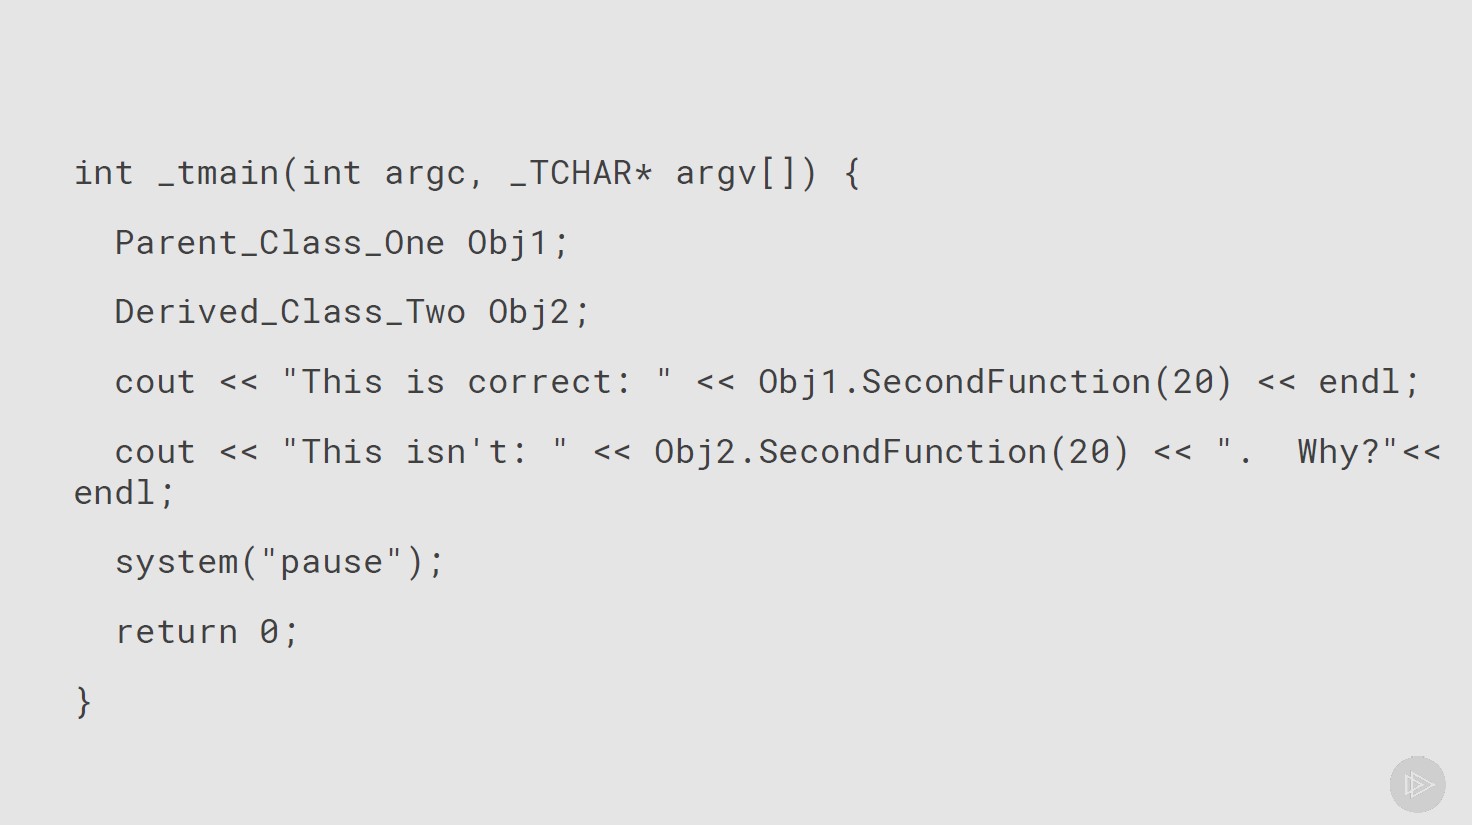 int _tmain(int argc, _TCHAR* argv[]) {
Parent_Class_One Obj1;
Derived_Class_Two Obj2;
cout << "This is correct: " << Obj1.SecondFunction(20) << endl;
cout << "This isn't: " << Obj2.SecondFunction(20) << ".  Why?"<<
endl;
system("pause");
return 0;
}